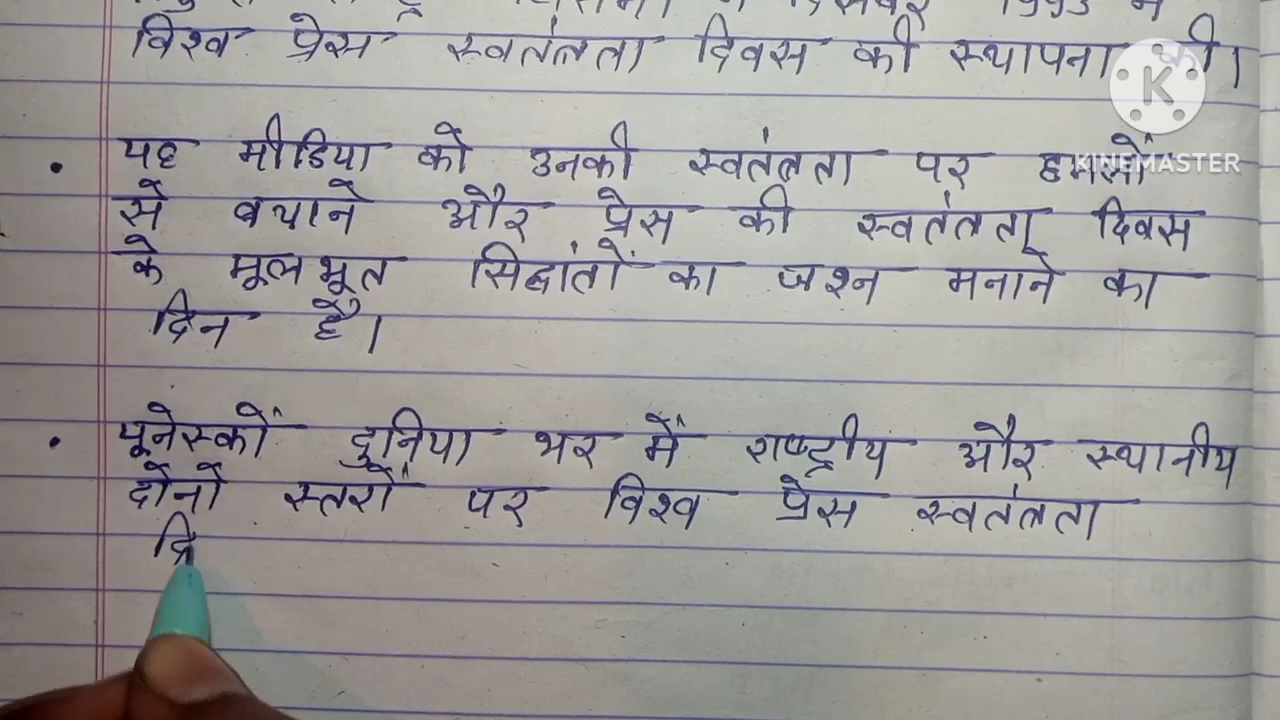 1993 में
विश्व प्रेस स्वतंत्रता दिवस की स्थापना की।
• यह मीडिया को उनकी स्वतंत्रता पर हमलों
से बचाने और प्रेस की स्वतंत्रता दिवस
के मूलभूत सिद्धांतों का जश्न मनाने का
दिन है।
• यूनेस्कों दुनिया भर में राष्ट्रीय और स्थानीय
दोनों स्तरों पर विश्व प्रेस स्वतंत्रता
दि
K
KINEMASTER